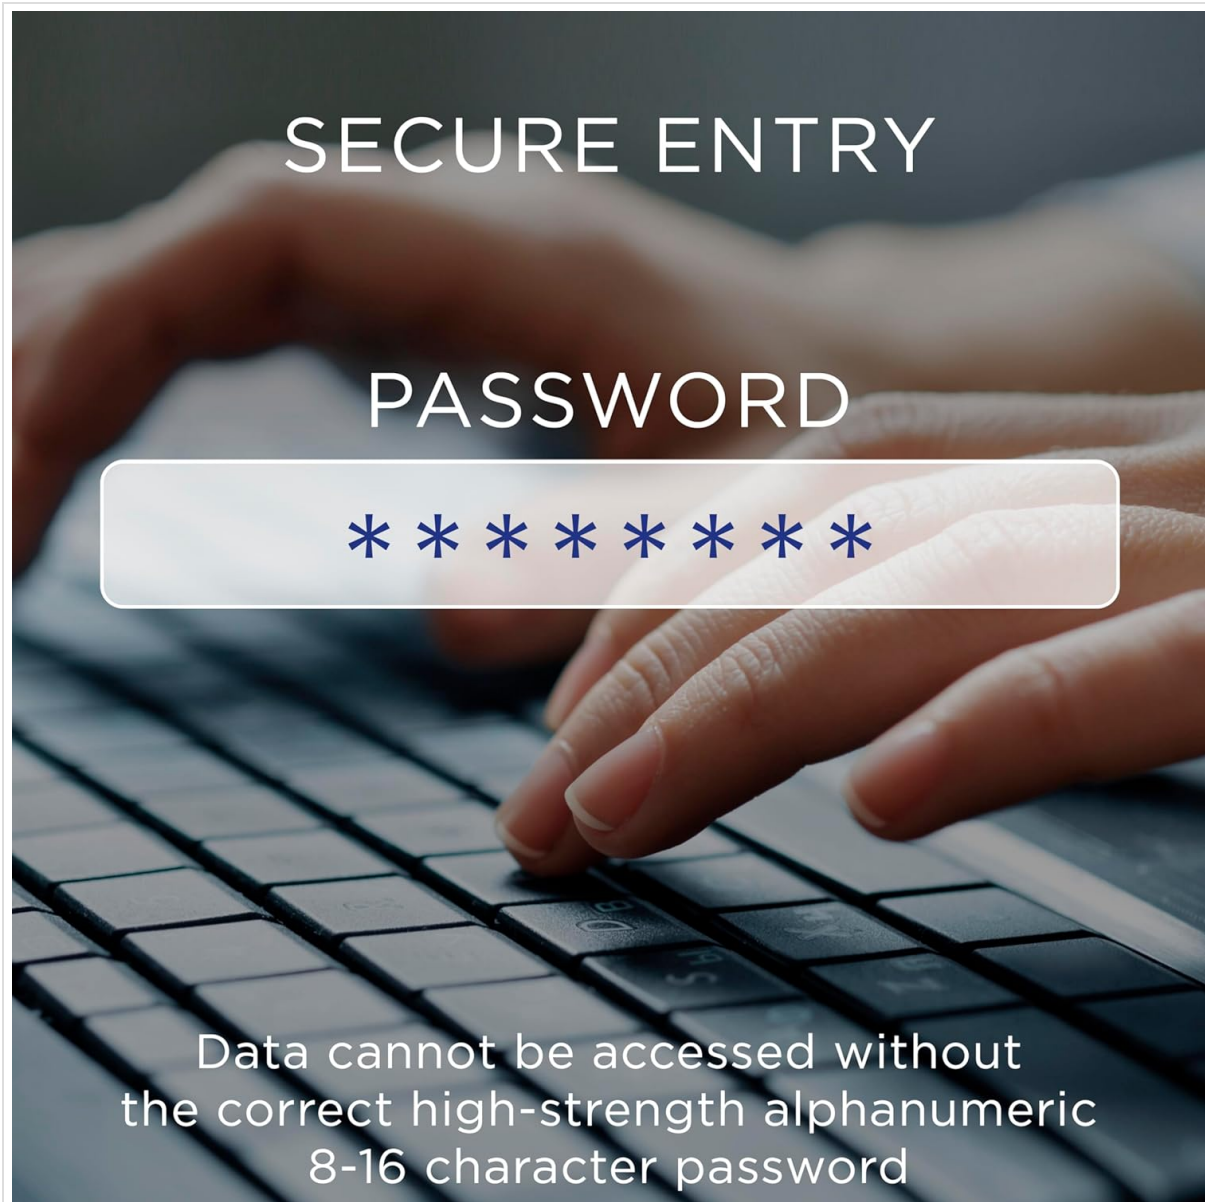 SECURE ENTRY
PASSWORD
********
Data cannot be accessed without
the correct high-strength alphanumeric
8-16 character password